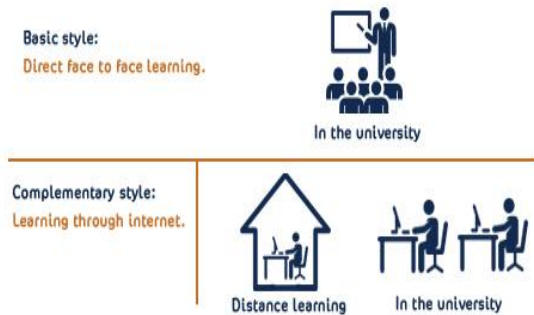 Basic style:
Direct face to face learning.
In the university
Complementary style:
Learning through internet.
Distance learning
In the university